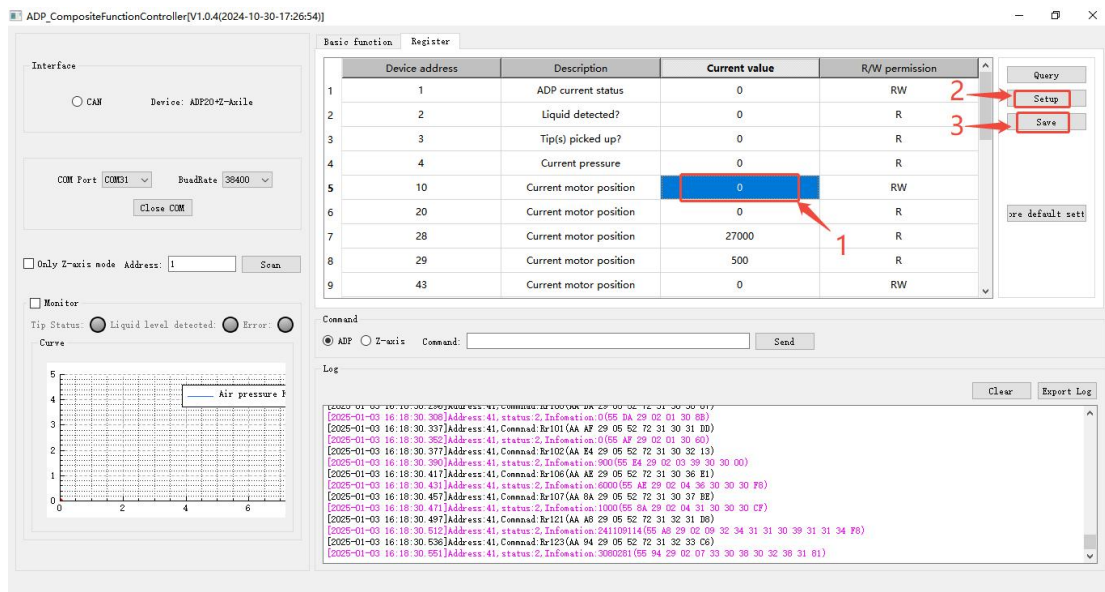 ADP_CompositeFunctionController[V1.0.4(2024-10-30-17:26:54)]
Interface
CAN Device: ADP20+Z-Axile
COM Port COM31 BuadRate 38400
Close COM
Only Z-axis mode Address: 1 Scan
Monitor
Tip Status: Liquid level detected: Error:
Curve
Air pressure
5
4
3
2
1
0
0 2 4 6
Basic function Register
Device address Description Current value R/W permission
1 1 ADP current status 0 RW
2 2 Liquid detected? 0 R
3 3 Tip(s) picked up? 0 R
4 4 Current pressure 0 R
5 10 Current motor position 0 RW
6 20 Current motor position 0 R
7 28 Current motor position 27000 R
8 29 Current motor position 500 R
9 43 Current motor position 0 RW
1
2
3
Query
Setup
Save
ore default sett
Command
ADP Z-axis Command: Send
Log
Clear Export Log
[2025-01-03 16:18:30.308]Address:41,status:2,Infomation:0(55 DA 29 02 01 30 8B)
[2025-01-03 16:18:30.337]Address:41,Commnad:Rr101(AA AF 29 05 52 72 31 30 31 DD)
[2025-01-03 16:18:30.352]Address:41,status:2,Infomation:0(55 AF 29 02 01 30 60)
[2025-01-03 16:18:30.377]Address:41,Commnad:Rr102(AA E4 29 05 52 72 31 30 32 13)
[2025-01-03 16:18:30.390]Address:41,status:2,Infomation:900(55 E4 29 02 03 39 30 30 00)
[2025-01-03 16:18:30.417]Address:41,Commnad:Rr106(AA AE 29 05 52 72 31 30 36 E1)
[2025-01-03 16:18:30.431]Address:41,status:2,Infomation:6000(55 AE 29 02 04 36 30 30 30 F8)
[2025-01-03 16:18:30.457]Address:41,Commnad:Rr107(AA 8A 29 05 52 72 31 30 37 BE)
[2025-01-03 16:18:30.471]Address:41,status:2,Infomation:1000(55 8A 29 02 04 31 30 30 30 CF)
[2025-01-03 16:18:30.497]Address:41,Commnad:Rr121(AA A8 29 05 52 72 31 32 31 D8)
[2025-01-03 16:18:30.512]Address:41,status:2,Infomation:241109114(55 A8 29 02 09 32 34 31 31 30 39 31 31 34 F8)
[2025-01-03 16:18:30.536]Address:41,Commnad:Rr123(AA 94 29 05 52 72 31 32 33 C6)
[2025-01-03 16:18:30.551]Address:41,status:2,Infomation:3080281(55 94 29 02 07 33 30 38 30 32 38 31 81)